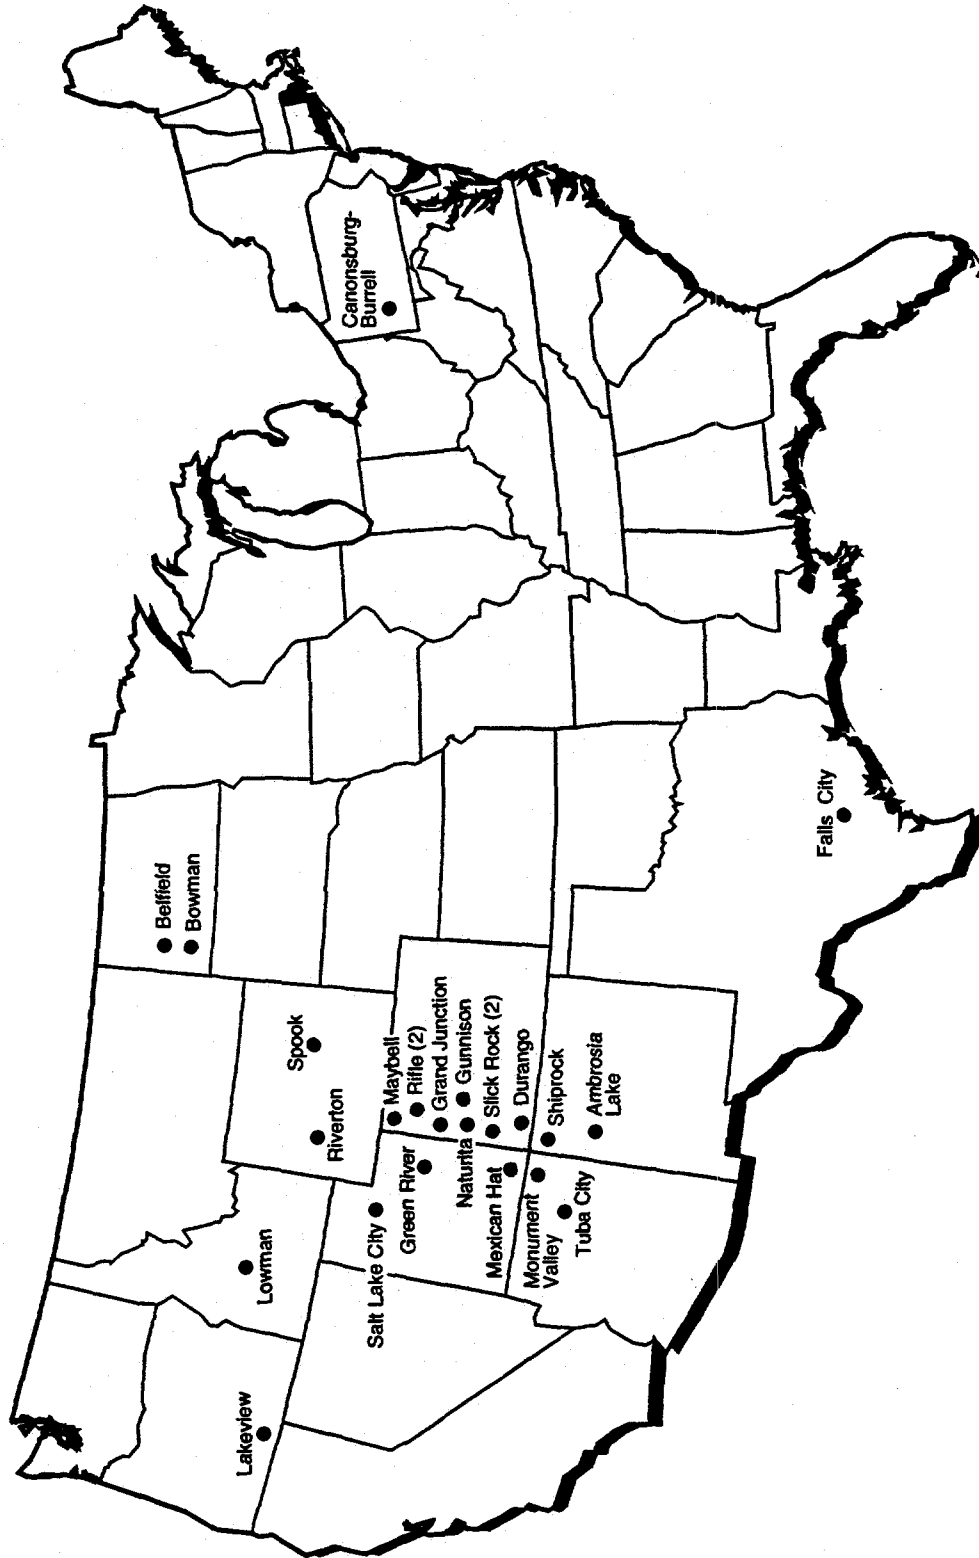 Lakeview
Lowman
Riverton
Spook
Belfield
Bowman
Salt Lake City
Green River
Mexican Hat
Monument
Valley
Tuba City
Maybell
Rifle (2)
Grand Junction
Gunnison
Naturita
Slick Rock (2)
Durango
Shiprock
Ambrosia
Lake
Falls City
Canonsburg-
Burrell